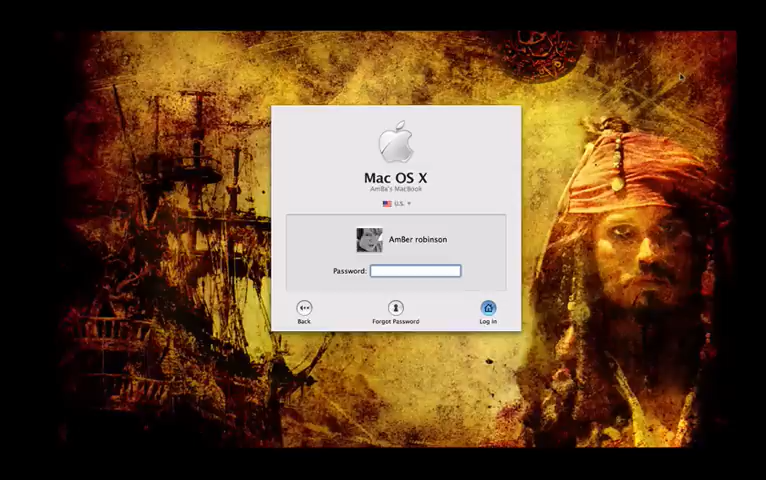 Mac OS X
AmBa's MacBook
U.S.
AmBer robinson
Password:
Back
Forgot Password
Log In